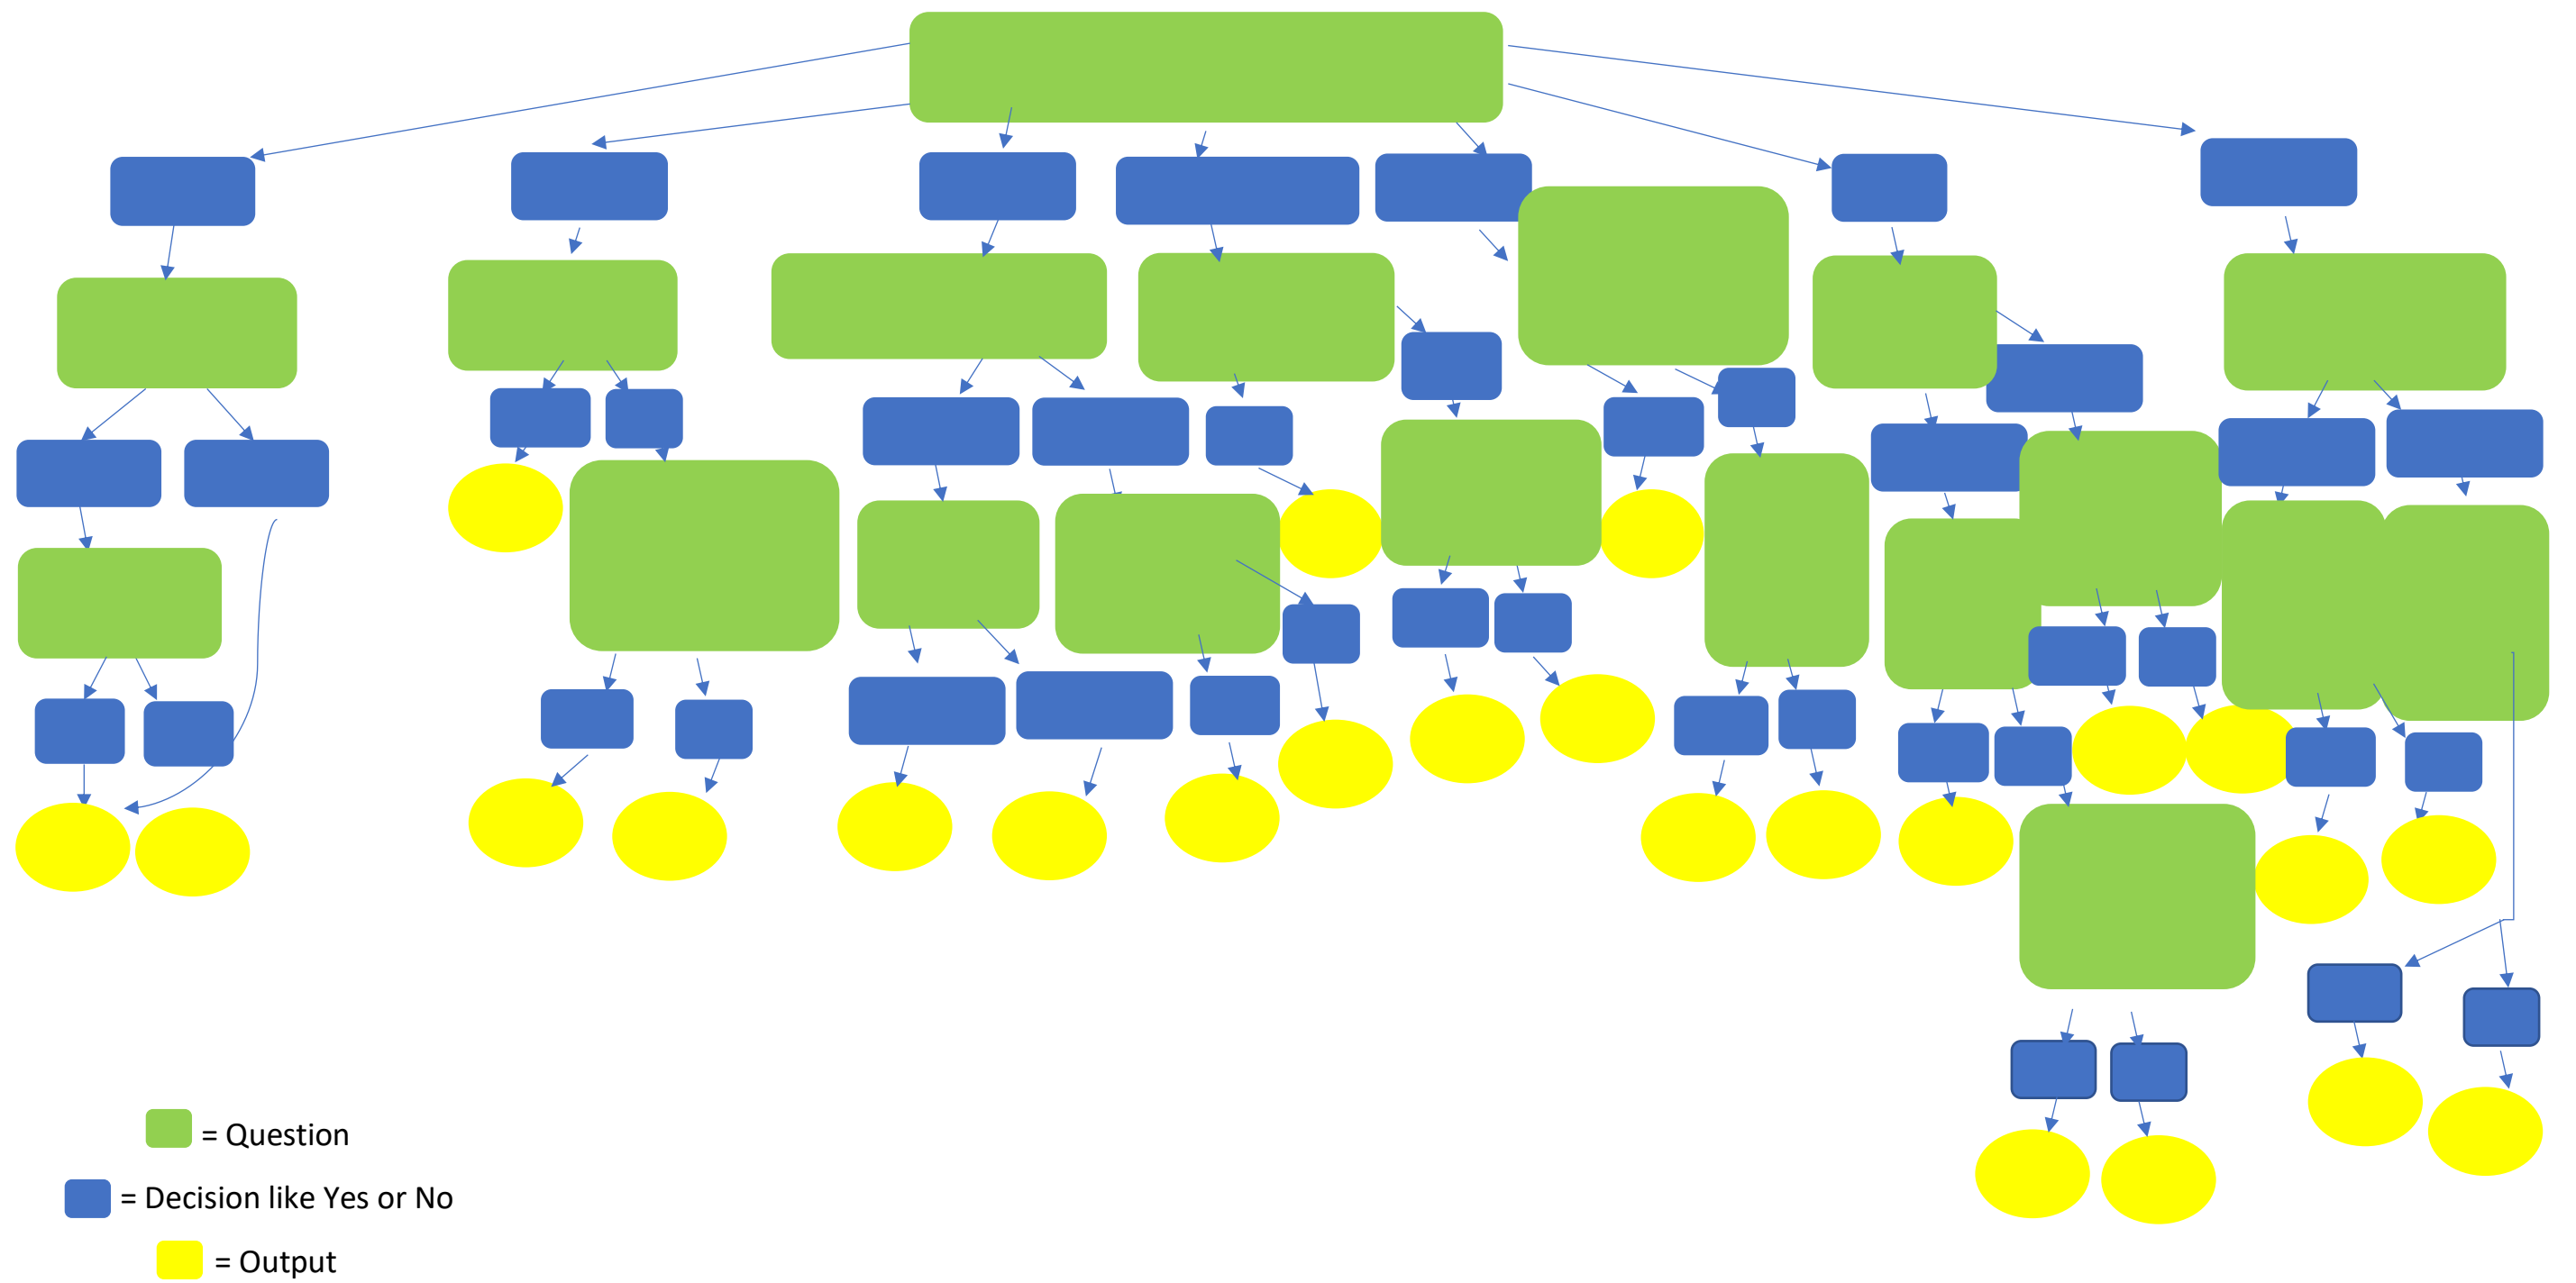 = Question
= Decision like Yes or No
= Output